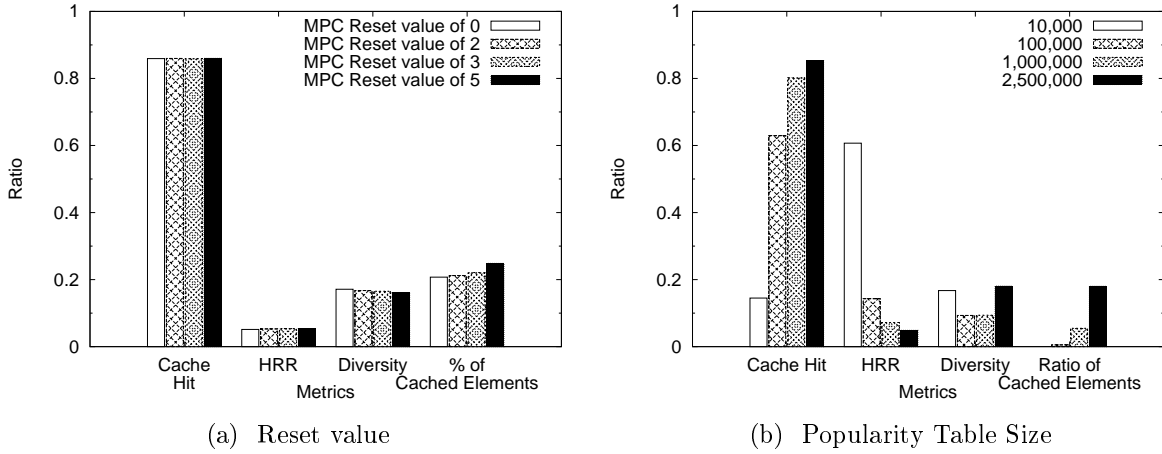 1
0.8
0.6
0.4
0.2
0
Ratio
MPC Reset value of 0
MPC Reset value of 2
MPC Reset value of 3
MPC Reset value of 5
Cache
Hit
HRR
Diversity
% of
Cached Elements
Metrics
(a) Reset value
1
0.8
0.6
0.4
0.2
0
Ratio
10,000
100,000
1,000,000
2,500,000
Cache Hit
HRR
Diversity
Ratio of
Cached Elements
Metrics
(b) Popularity Table Size